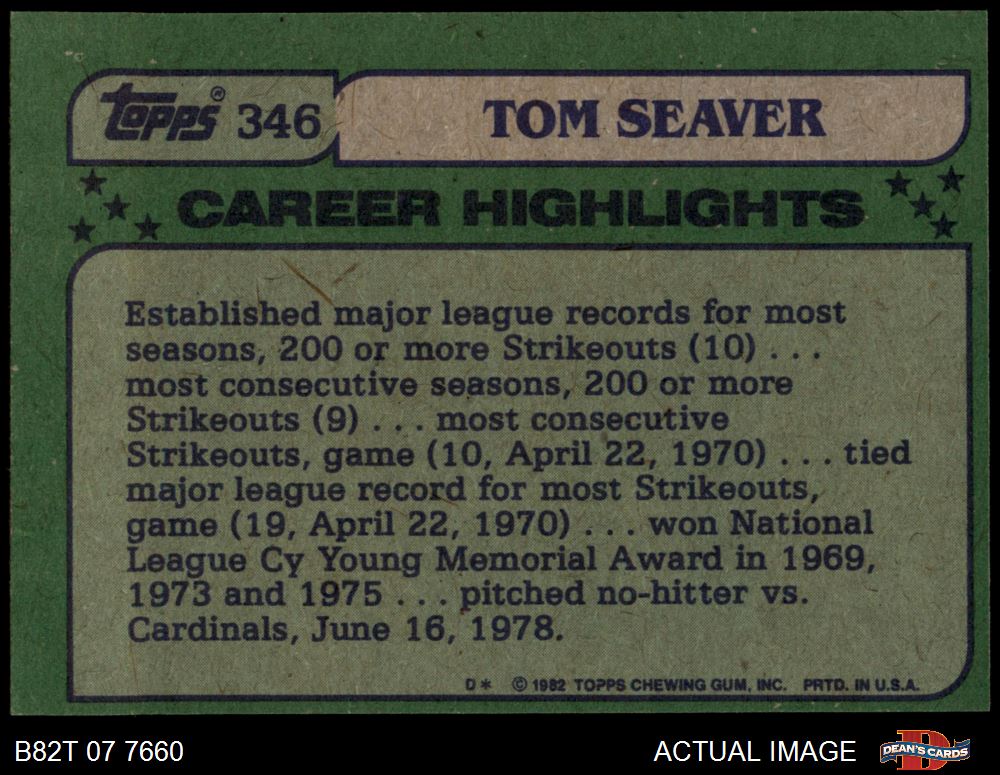 Topps® 346
TOM SEAVER
CAREER HIGHLIGHTS
Established major league records for most
seasons, 200 or more Strikeouts (10) . . .
most consecutive seasons, 200 or more
Strikeouts (9) . . . most consecutive
Strikeouts, game (10, April 22, 1970) . . . tied
major league record for most Strikeouts,
game (19, April 22, 1970) . . . won National
League Cy Young Memorial Award in 1969,
1973 and 1975 . . . pitched no-hitter vs.
Cardinals, June 16, 1978.
D* © 1982 TOPPS CHEWING GUM, INC. PRTD. IN U.S.A.
B82T 07 7660
ACTUAL IMAGE
DEAN'S CARDS